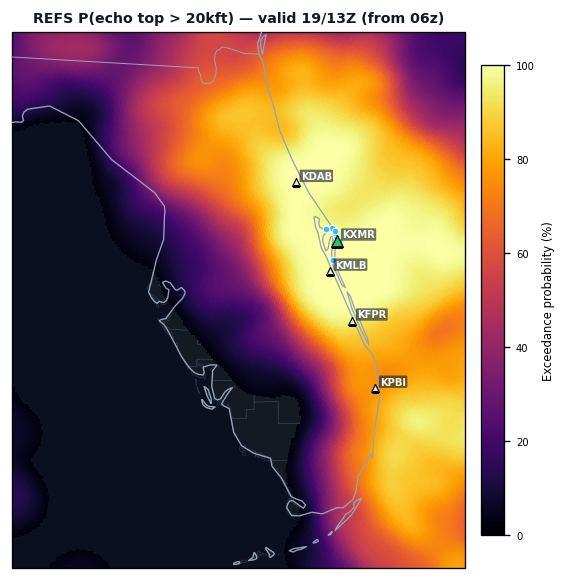 REFS P(echo top > 20kft) — valid 19/13Z (from 06z)
KDAB
KXMR
KMLB
KFPR
KPBI
100
80
60
40
20
0
Exceedance probability (%)